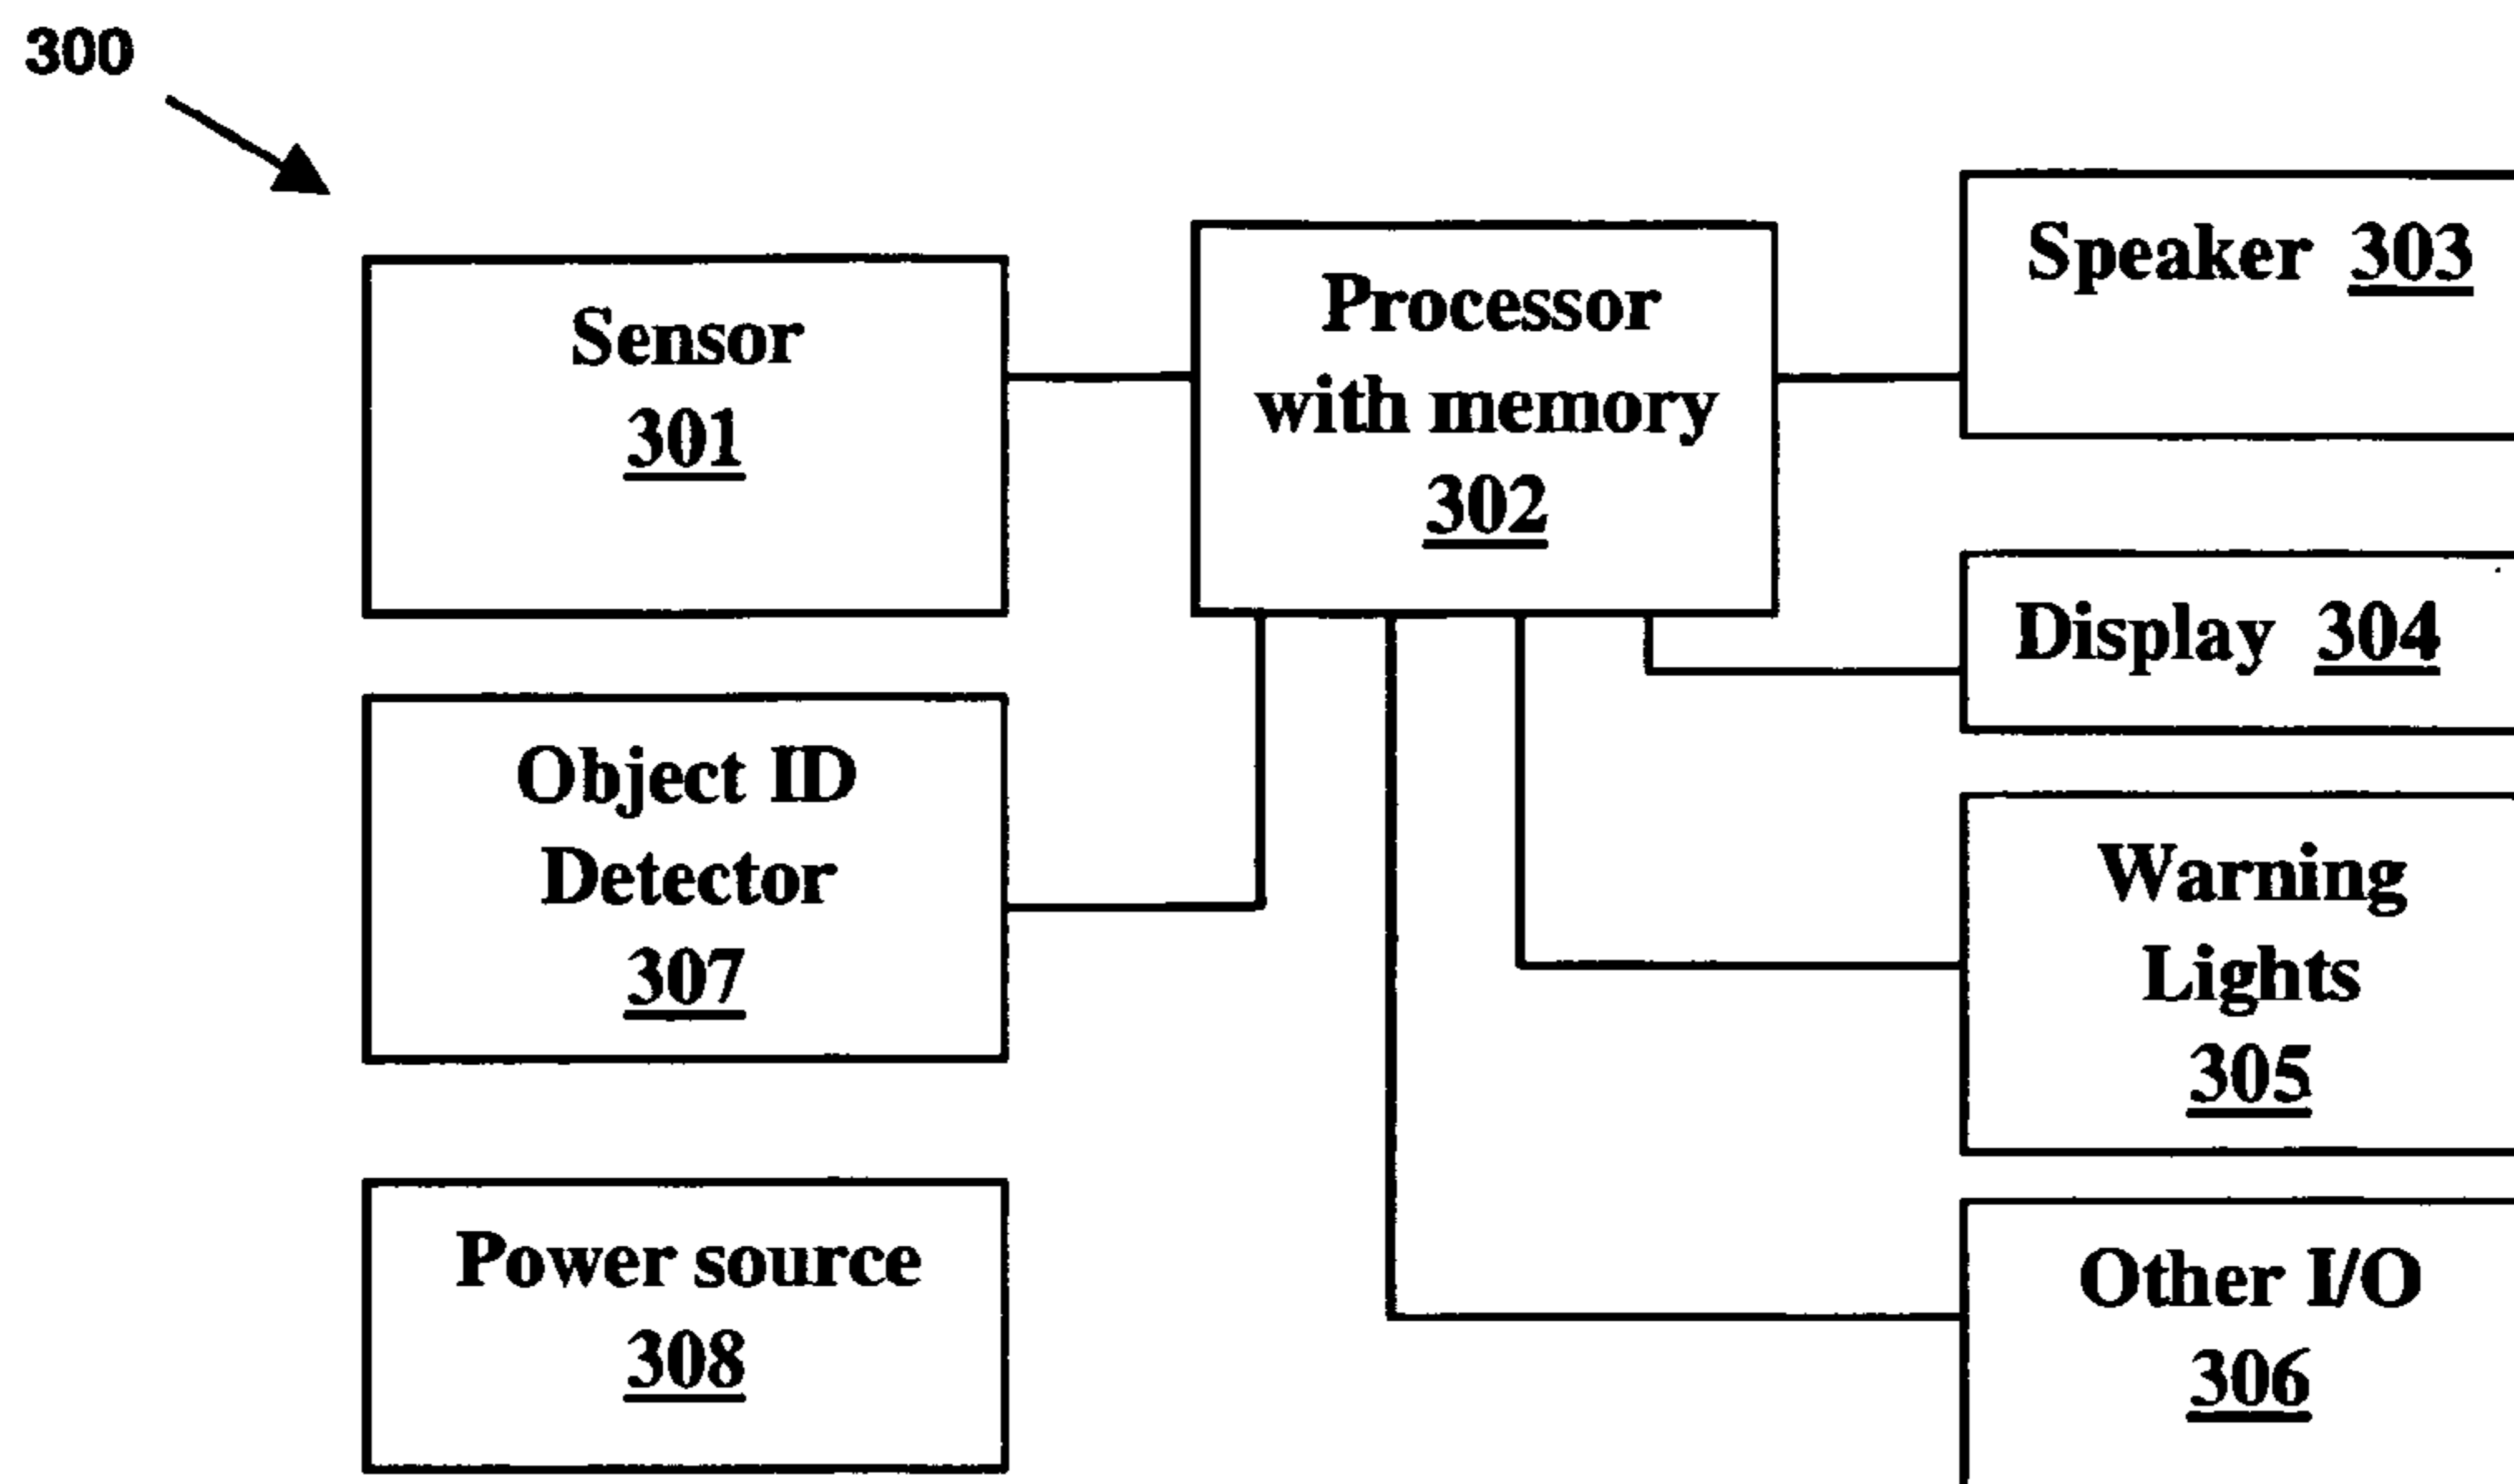 300
Sensor
301
Processor
with memory
302
Speaker 303
Display 304
Object ID
Detector
307
Warning
Lights
305
Power source
308
Other I/O
306